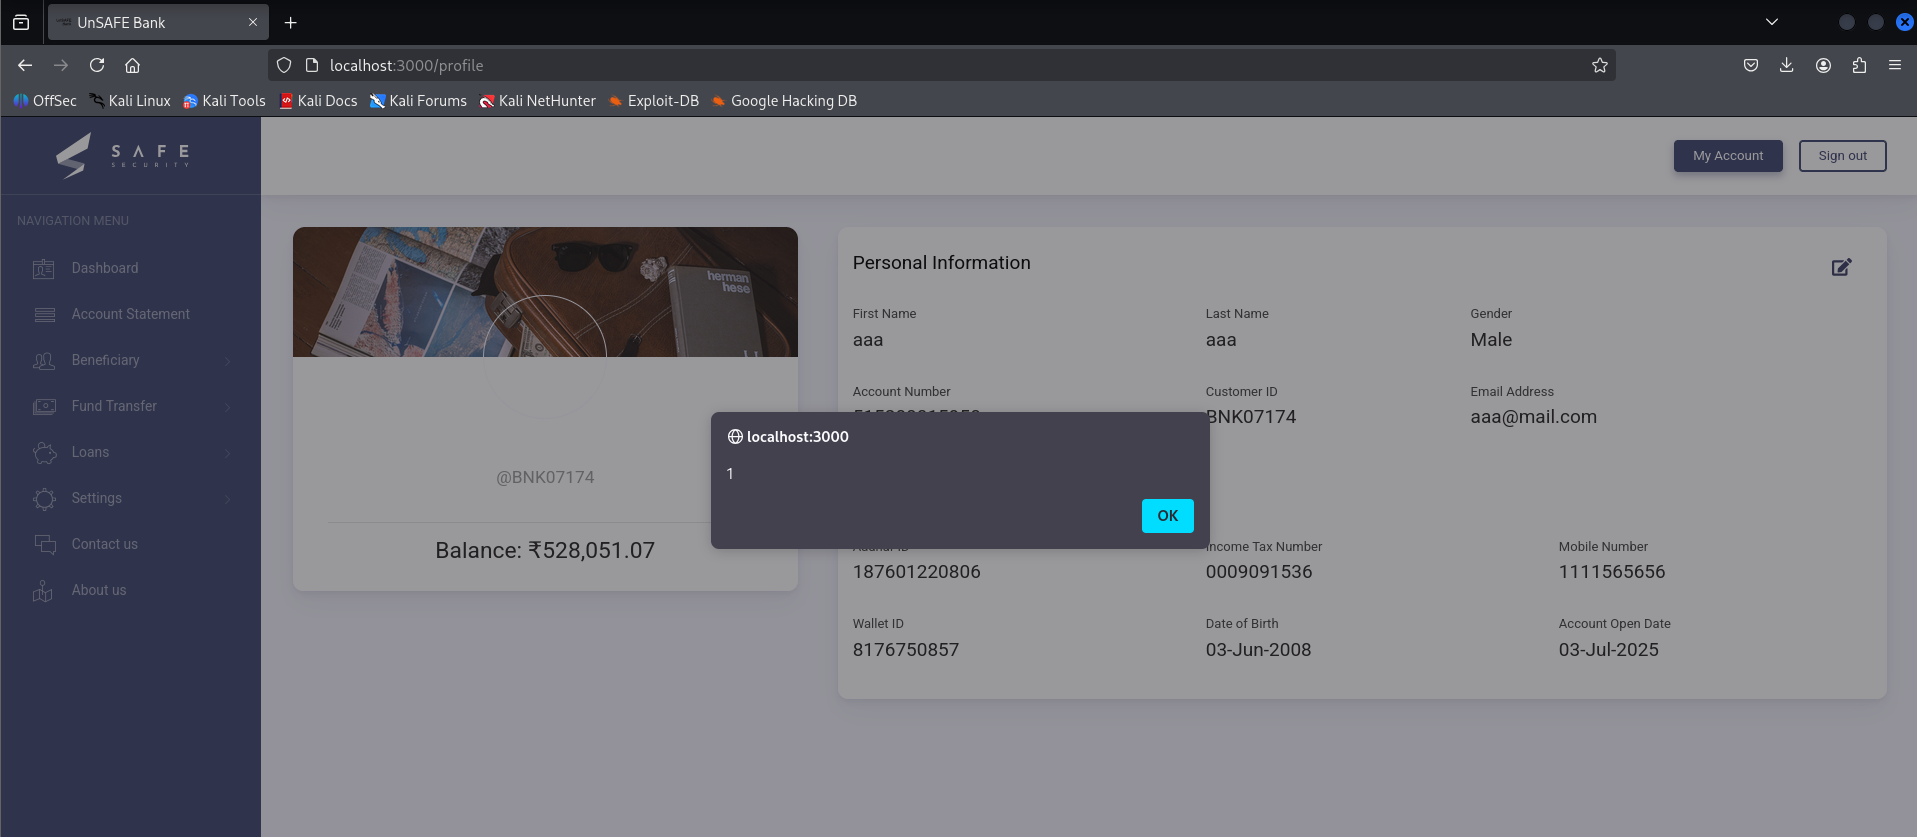 UnSAFE Bank
localhost:3000/profile
OffSec Kali Linux Kali Tools Kali Docs Kali Forums Kali NetHunter Exploit-DB Google Hacking DB
SAFE
SECURITY
My Account Sign out
NAVIGATION MENU
Dashboard
Account Statement
Beneficiary
Fund Transfer
Loans
Settings
Contact us
About us
herman
hese
@BNK07174
Balance: ₹528,051.07
Personal Information
First Name Last Name Gender
aaa aaa Male
Account Number Customer ID Email Address
BNK07174 aaa@mail.com
localhost:3000
1
OK
Income Tax Number Mobile Number
187601220806 0009091536 1111565656
Wallet ID Date of Birth Account Open Date
8176750857 03-Jun-2008 03-Jul-2025